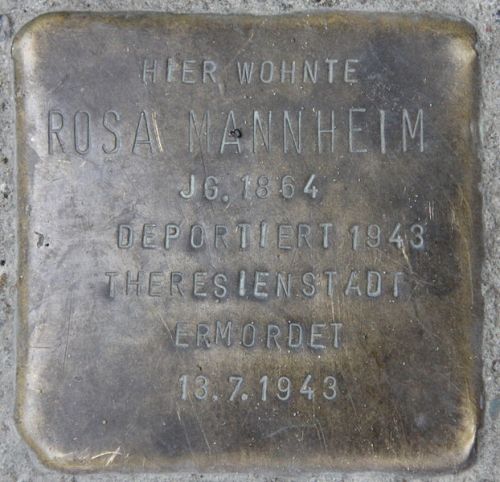 HIER WOHNTE
ROSA MANNHEIM
JG. 1864
DEPORTIERT 1943
THERESIENSTADT
ERMORDET
13.7.1943